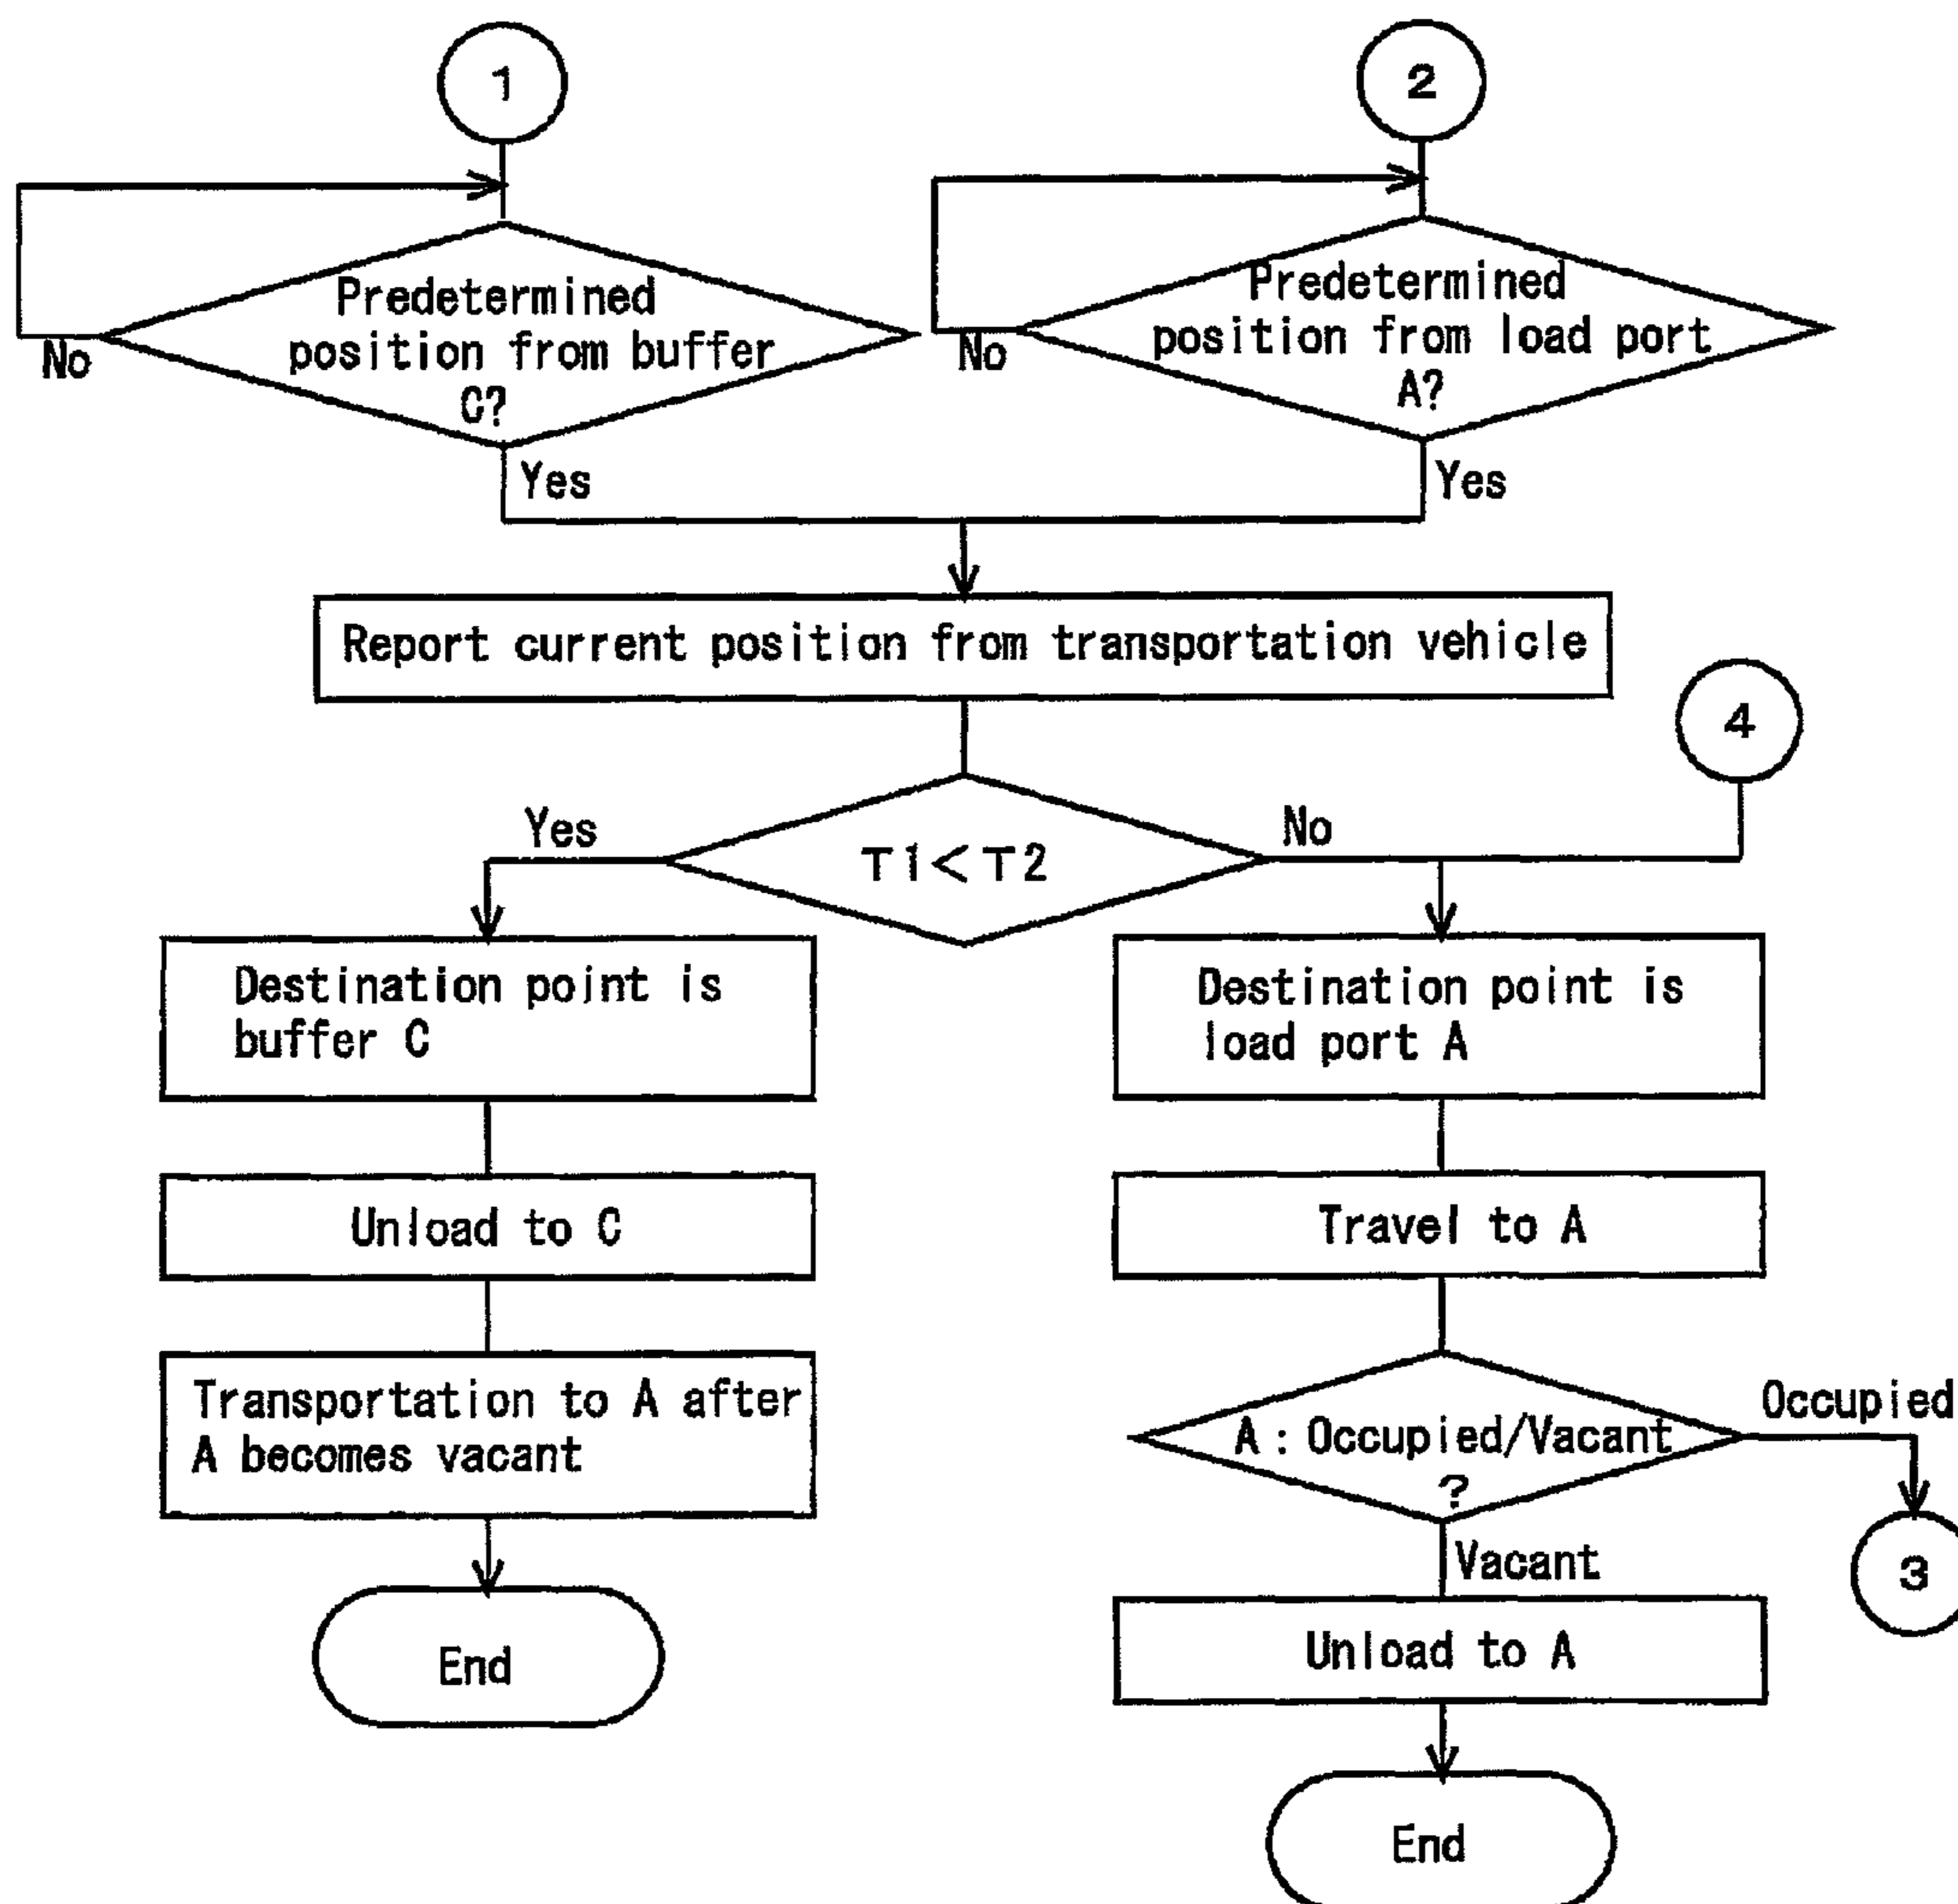 1
2
Predetermined
position from buffer
C?
No
Yes
Predetermined
position from load port
A?
No
Yes
Report current position from transportation vehicle
4
T1<T2
Yes
No
Destination point is
buffer C
Unload to C
Transportation to A after
A becomes vacant
End
Destination point is
load port A
Travel to A
A : Occupied/Vacant
?
Occupied
3
Vacant
Unload to A
End